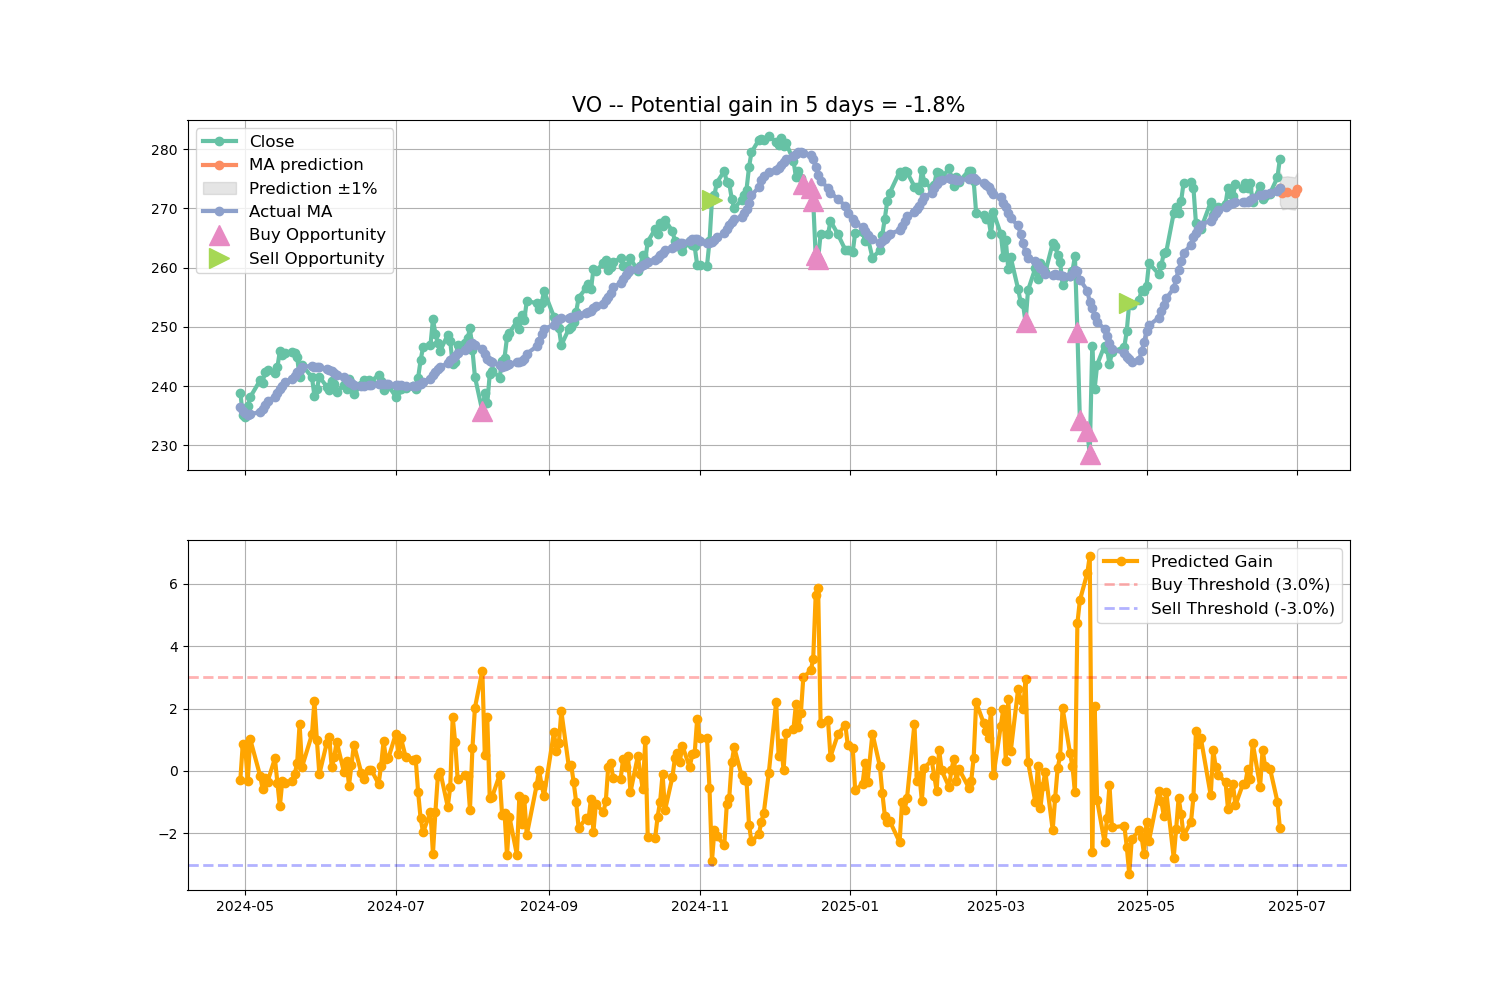 VO -- Potential gain in 5 days = -1.8%
Close
MA prediction
Prediction ±1%
Actual MA
Buy Opportunity
Sell Opportunity
280
270
260
250
240
230
Predicted Gain
Buy Threshold (3.0%)
Sell Threshold (-3.0%)
6
4
2
0
−2
2024-05 2024-07 2024-09 2024-11 2025-01 2025-03 2025-05 2025-07